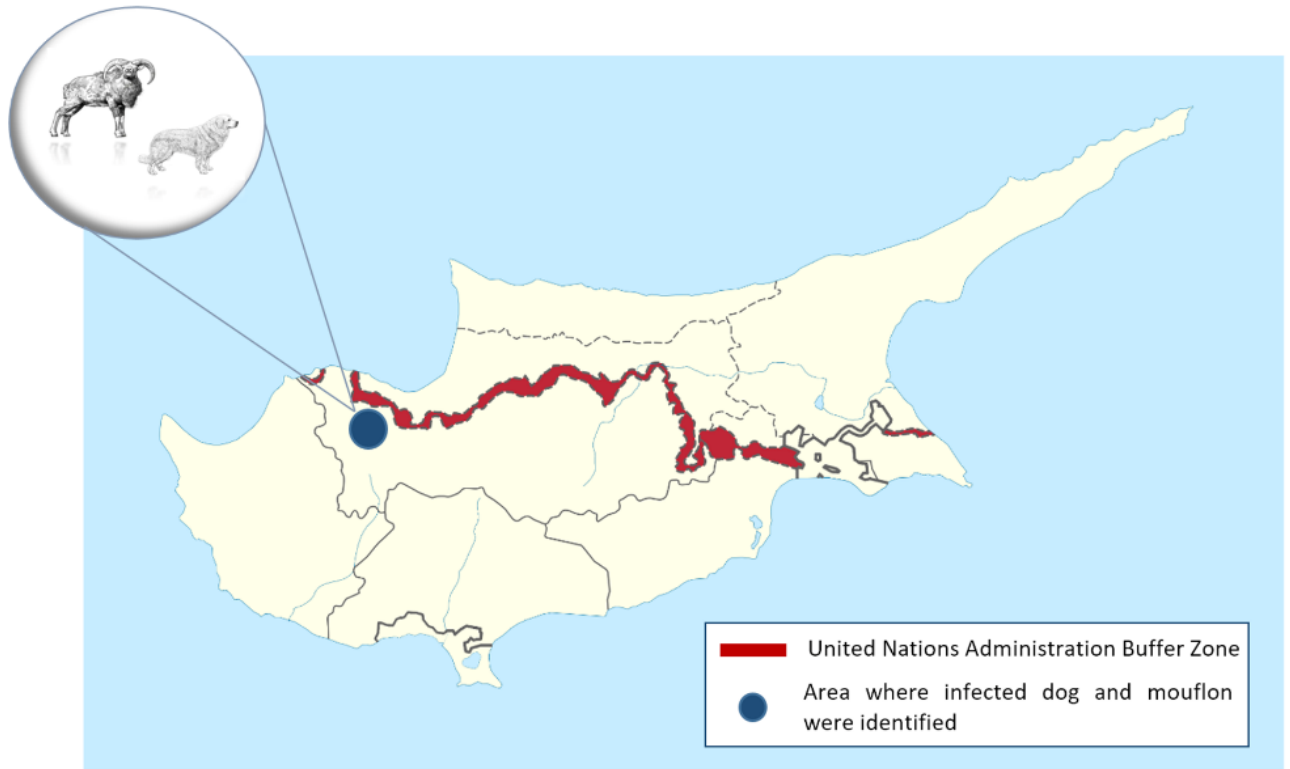 United Nations Administration Buffer Zone
Area where infected dog and mouflon
were identified